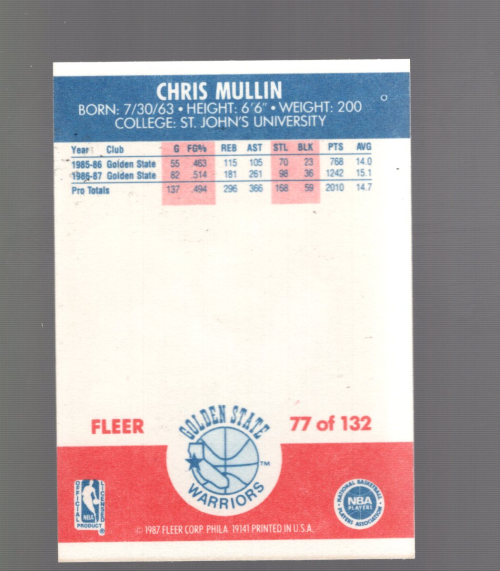 CHRIS MULLIN
BORN: 7/30/63 • HEIGHT: 6'6" • WEIGHT: 200
COLLEGE: ST. JOHN'S UNIVERSITY
Year Club G FG% REB AST STL BLK PTS AVG
1985-86 Golden State 55 .463 115 105 70 23 768 14.0
1986-87 Golden State 82 .514 181 261 98 36 1242 15.1
Pro Totals 137 .494 296 366 168 59 2010 14.7
FLEER
GOLDEN STATE
WARRIORS
TM
77 of 132
OFFICIAL LICENSED
NBA
PRODUCT
®
NATIONAL BASKETBALL
NBA
PLAYERS
PLAYERS ASSOCIATION
© 1987 FLEER CORP. PHILA. 19141 PRINTED IN U.S.A.